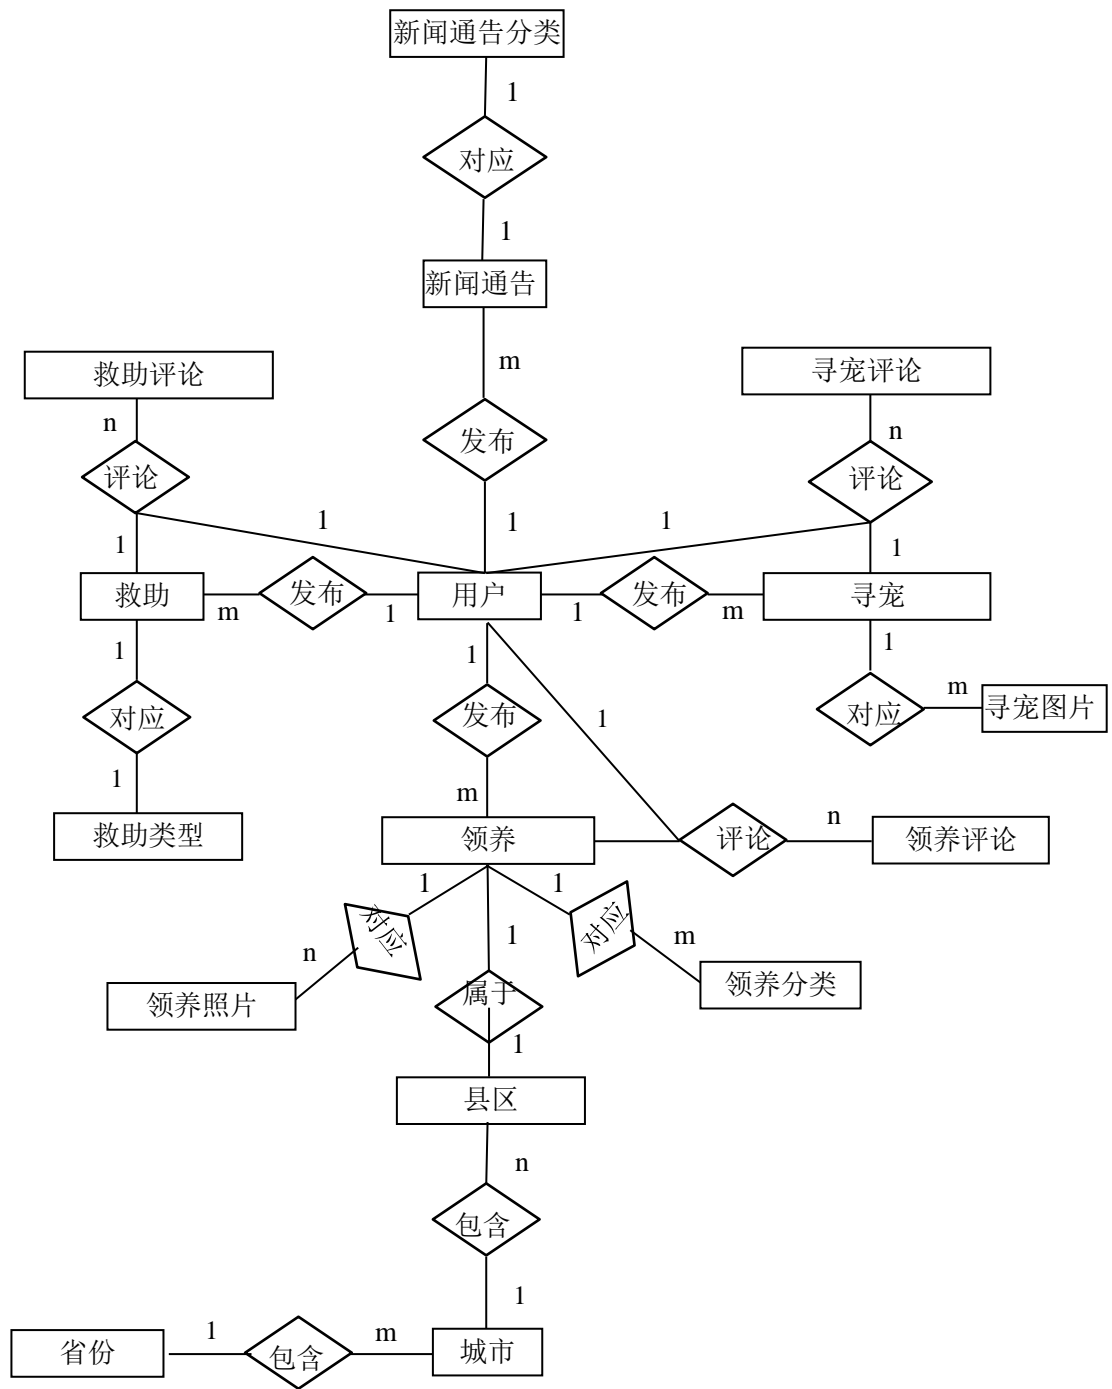 新闻通告分类
1
对应
1
新闻通告
m
救助评论
寻宠评论
n
发布
n
评论
评论
1
1
1
1
1
救助
m
发布
1
用户
1
发布
m
寻宠
1
1
1
对应
发布
1
对应
m
寻宠图片
1
m
救助类型
领养
评论
n
领养评论
1
1
对应
对应
n
1
m
领养照片
属于
领养分类
1
县区
n
包含
1
省份
1
包含
m
城市